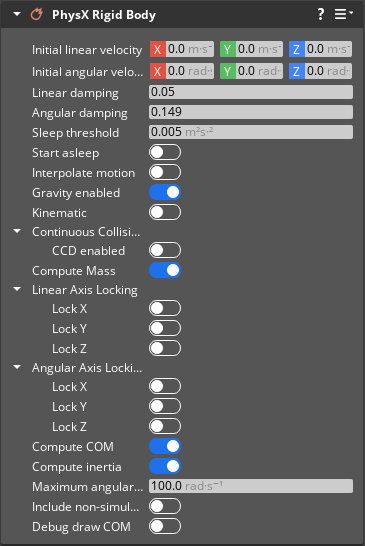 PhysX Rigid Body ?
Initial linear velocity X 0.0 m·s⁻ Y 0.0 m·s⁻ Z 0.0 m·s⁻
Initial angular velo... X 0.0 rad· Y 0.0 rad· Z 0.0 rad·
Linear damping 0.05
Angular damping 0.149
Sleep threshold 0.005 m²s⁻²
Start asleep
Interpolate motion
Gravity enabled
Kinematic
Continuous Collisi...
CCD enabled
Compute Mass
Linear Axis Locking
Lock X
Lock Y
Lock Z
Angular Axis Locki...
Lock X
Lock Y
Lock Z
Compute COM
Compute inertia
Maximum angular... 100.0 rad·s⁻¹
Include non-simul...
Debug draw COM